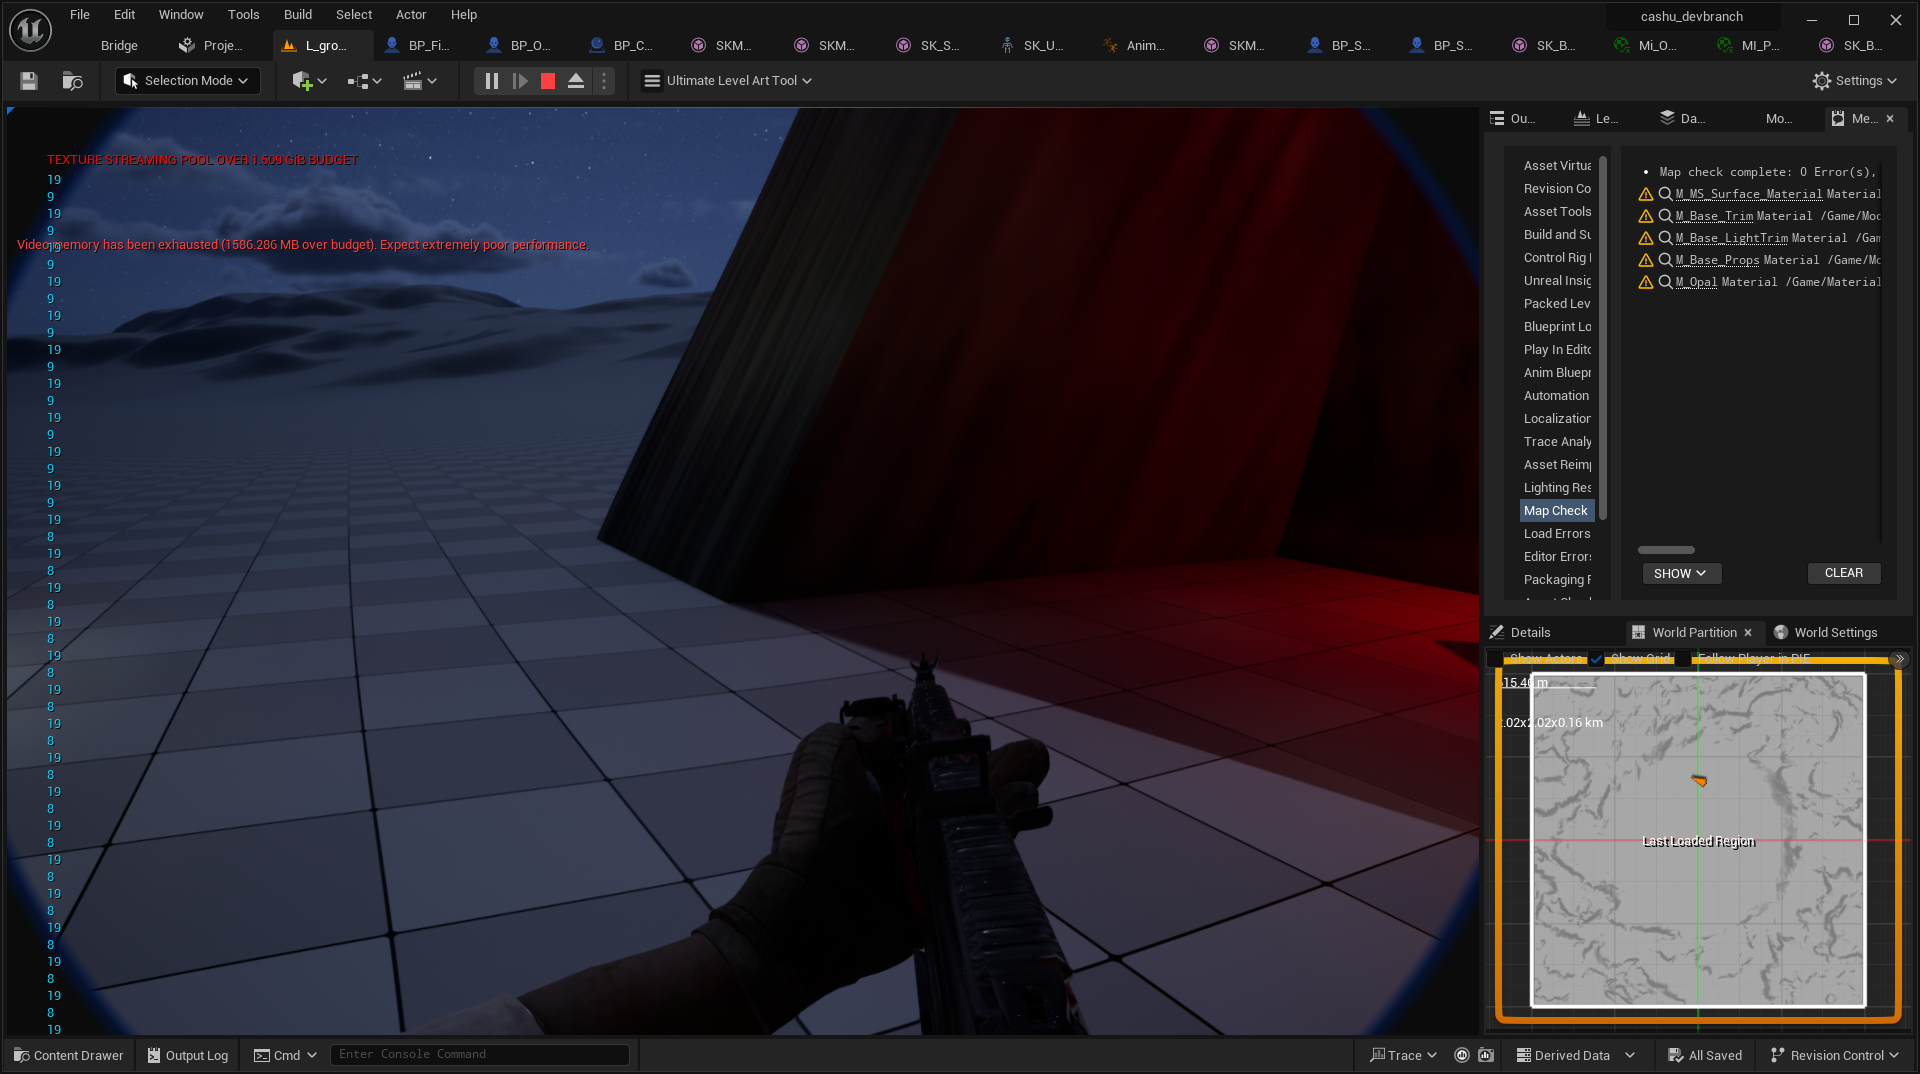 File Edit Window Tools Build Select Actor Help
cashu_devbranch
Bridge Proje... L_gro... BP_Fi... BP_O... BP_C... SKM... SKM... SK_S... SK_U... Anim... SKM... BP_S... BP_S... SK_B... Mi_O... MI_P... SK_B...
Selection Mode
Ultimate Level Art Tool
Settings
TEXTURE STREAMING POOL OVER 1.509 GiB BUDGET
19
9
19
9
Video memory has been exhausted (1586.286 MB over budget). Expect extremely poor performance.
19
9
19
9
19
9
19
9
19
9
19
9
19
9
19
9
19
8
19
8
19
8
19
8
19
8
19
8
19
8
19
8
19
8
19
8
19
8
19
8
19
8
19
8
19
Ou... Le... Da... Mo... Me...
Asset Virtua
Revision Co
Asset Tools
Build and Su
Control Rig
Unreal Insig
Packed Lev
Blueprint Lo
Play In Edito
Anim Bluepr
Automation
Localization
Trace Analy
Asset Reimp
Lighting Res
Map Check
Load Errors
Editor Errors
Packaging
Map check complete: 0 Error(s),
M_MS_Surface_Material Material
M_Base_Trim Material /Game/Mod
M_Base_LightTrim Material /Gam
M_Base_Props Material /Game/Mo
M_Opal Material /Game/Material
SHOW
CLEAR
Details World Partition World Settings
Show Actors Show Grid Follow Player in PIE
515.46 m
2.02x2.02x0.16 km
Last Loaded Region
Content Drawer Output Log Cmd Enter Console Command
Trace Derived Data All Saved Revision Control